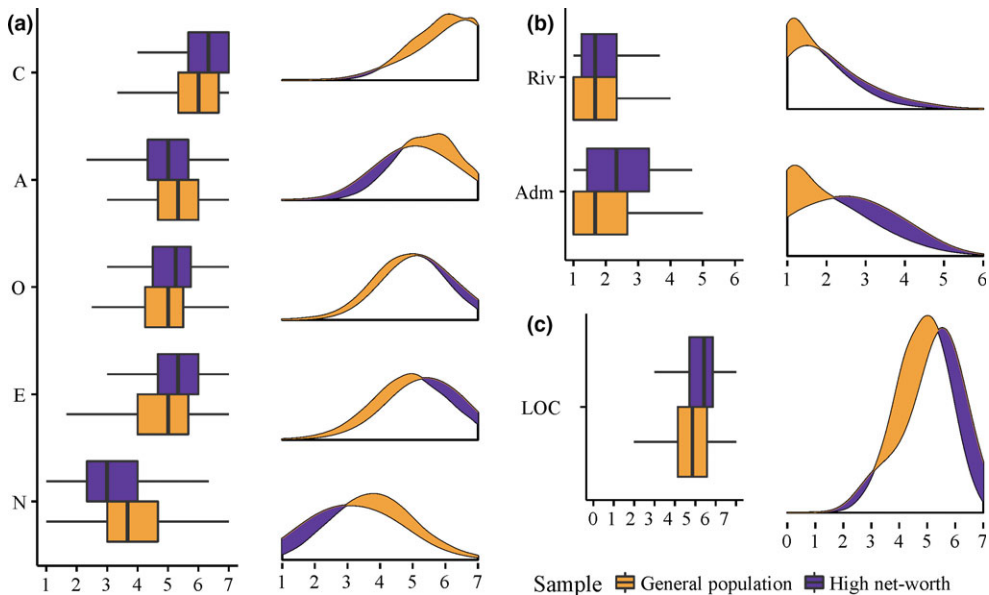 (a)
C
A
O
E
N
1 2 3 4 5 6 7
1 2 3 4 5 6 7
(b)
Riv
Adm
1 2 3 4 5 6
1 2 3 4 5 6
(c)
LOC
0 1 2 3 4 5 6 7
0 1 2 3 4 5 6 7
Sample General population High net-worth